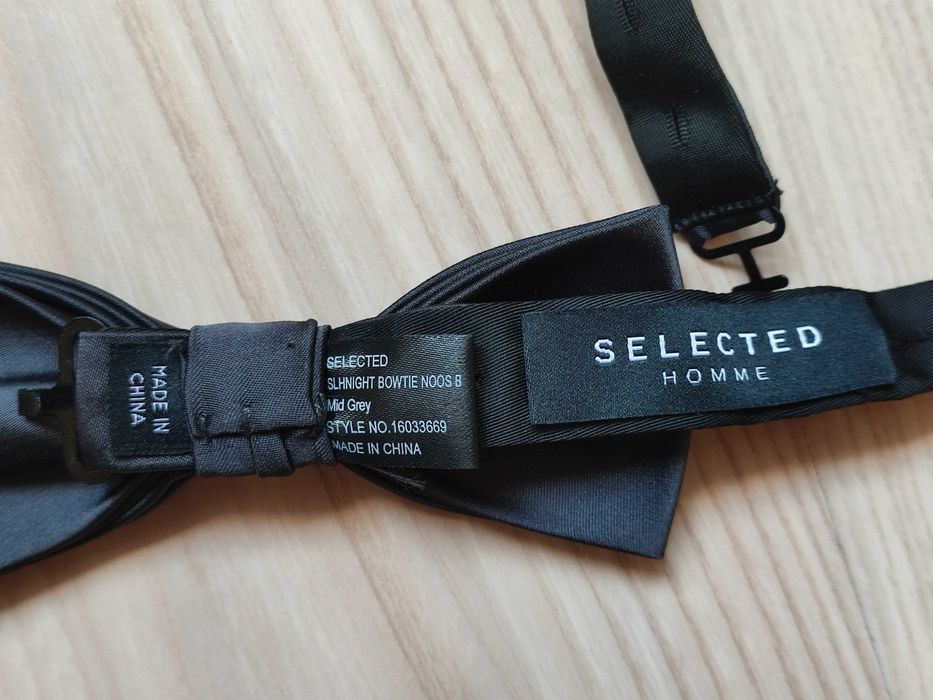 MADE IN
CHINA
SELECTED
SLHNIGHT BOWTIE NOOS B
Mid Grey
STYLE NO.16033669
MADE IN CHINA
SELECTED
HOMME